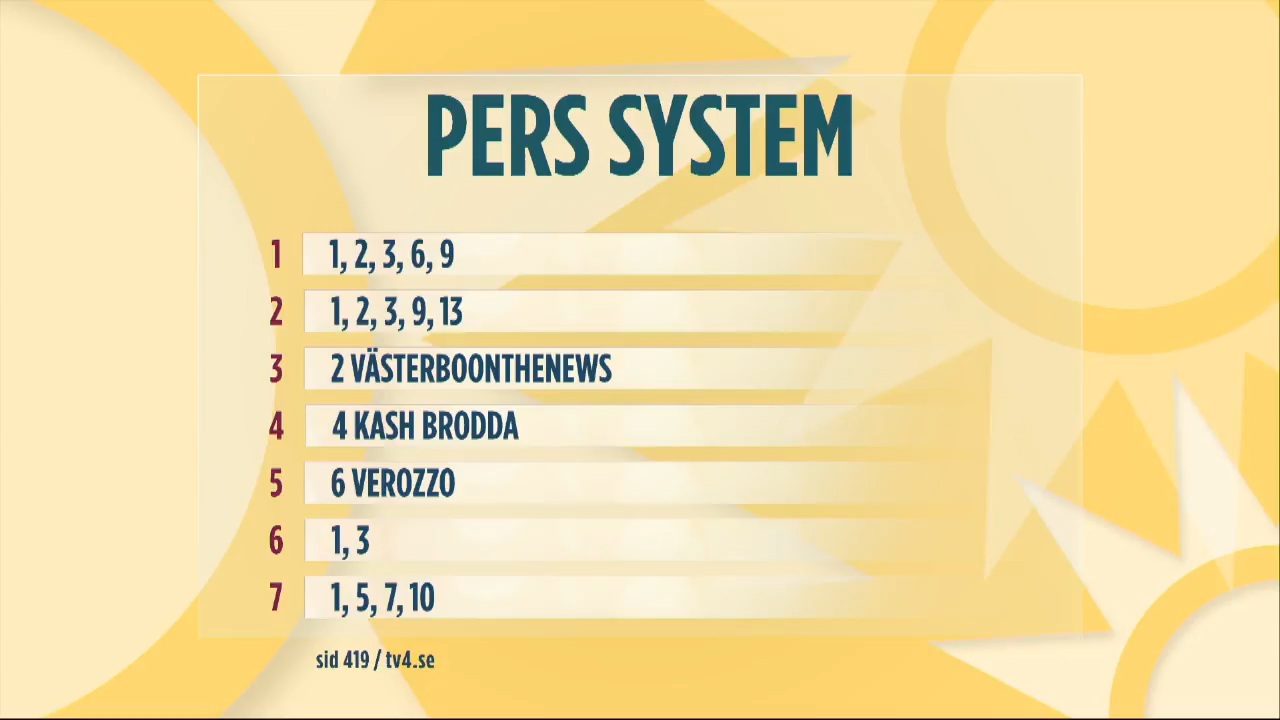 PERS SYSTEM
1 1, 2, 3, 6, 9
2 1, 2, 3, 9, 13
3 2 VÄSTERBOONTHENEWS
4 4 KASH BRODDA
5 6 VEROZZO
6 1, 3
7 1, 5, 7, 10
sid 419 / tv4.se